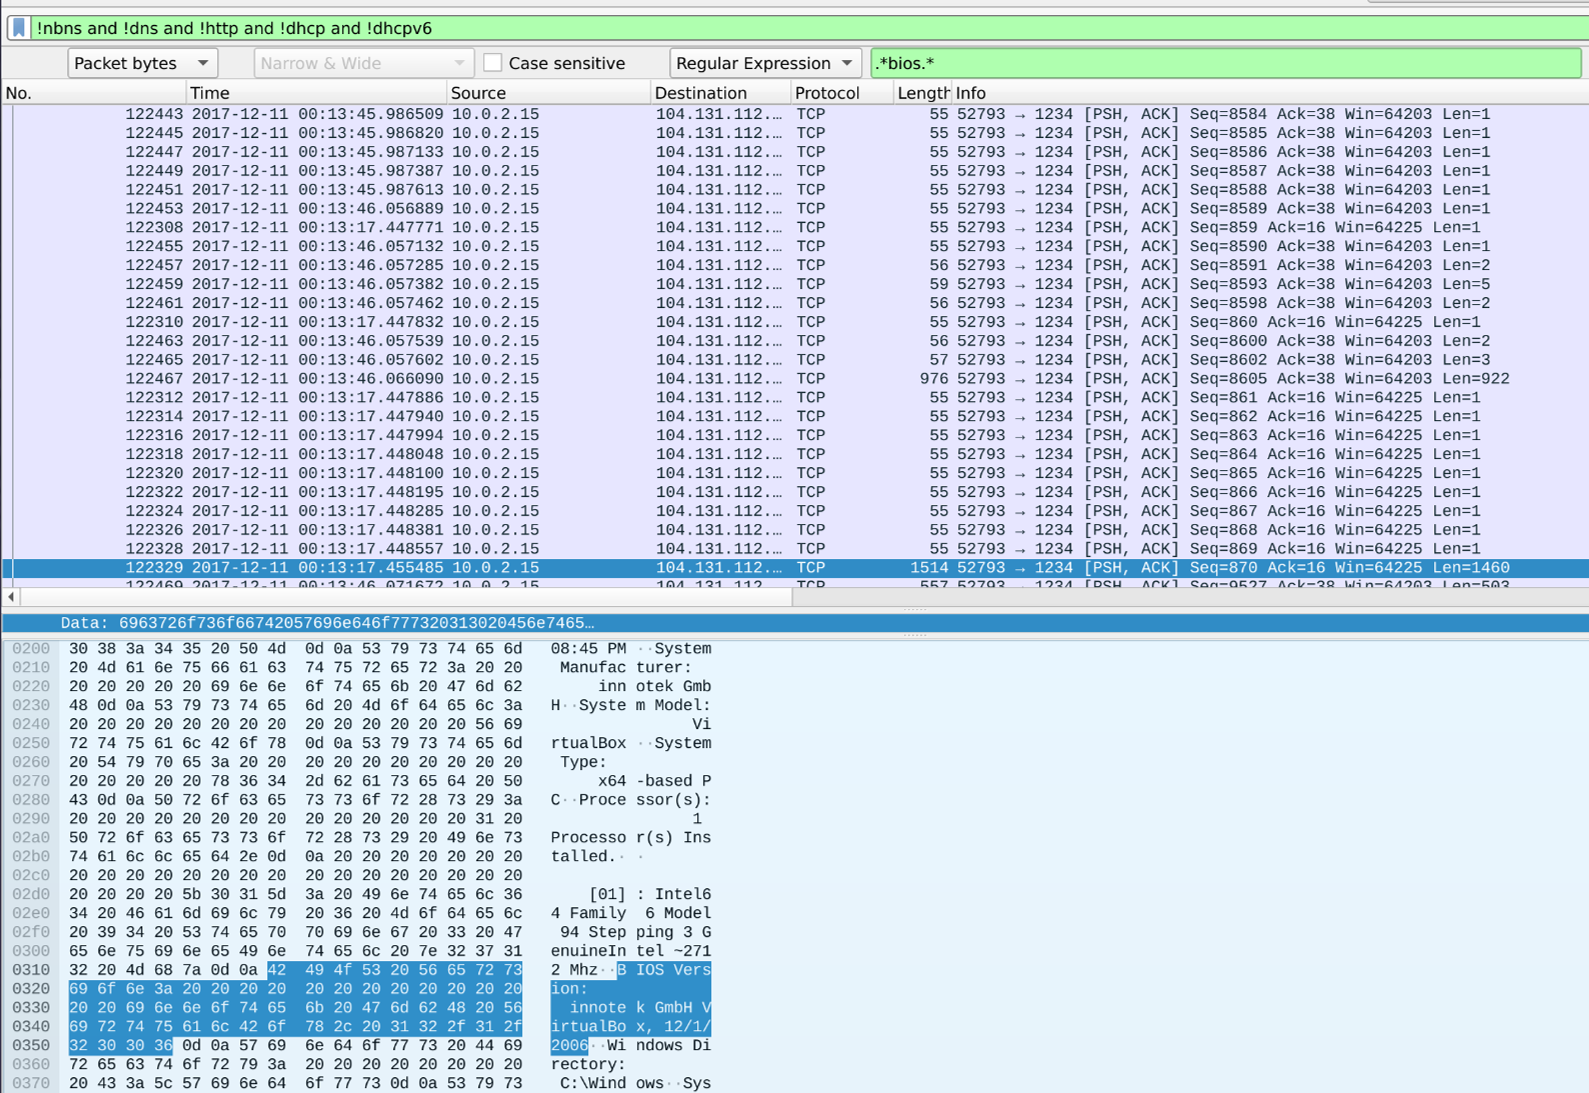 !nbns and !dns and !http and !dhcp and !dhcpv6
Packet bytes Narrow & Wide Case sensitive Regular Expression .*bios.*
No. Time Source Destination Protocol Length Info
122443 2017-12-11 00:13:45.986509 10.0.2.15 104.131.112.… TCP 55 52793 → 1234 [PSH, ACK] Seq=8584 Ack=38 Win=64203 Len=1
122445 2017-12-11 00:13:45.986820 10.0.2.15 104.131.112.… TCP 55 52793 → 1234 [PSH, ACK] Seq=8585 Ack=38 Win=64203 Len=1
122447 2017-12-11 00:13:45.987133 10.0.2.15 104.131.112.… TCP 55 52793 → 1234 [PSH, ACK] Seq=8586 Ack=38 Win=64203 Len=1
122449 2017-12-11 00:13:45.987387 10.0.2.15 104.131.112.… TCP 55 52793 → 1234 [PSH, ACK] Seq=8587 Ack=38 Win=64203 Len=1
122451 2017-12-11 00:13:45.987613 10.0.2.15 104.131.112.… TCP 55 52793 → 1234 [PSH, ACK] Seq=8588 Ack=38 Win=64203 Len=1
122453 2017-12-11 00:13:46.056889 10.0.2.15 104.131.112.… TCP 55 52793 → 1234 [PSH, ACK] Seq=8589 Ack=38 Win=64203 Len=1
122308 2017-12-11 00:13:17.447771 10.0.2.15 104.131.112.… TCP 55 52793 → 1234 [PSH, ACK] Seq=859 Ack=16 Win=64225 Len=1
122455 2017-12-11 00:13:46.057132 10.0.2.15 104.131.112.… TCP 55 52793 → 1234 [PSH, ACK] Seq=8590 Ack=38 Win=64203 Len=1
122457 2017-12-11 00:13:46.057285 10.0.2.15 104.131.112.… TCP 56 52793 → 1234 [PSH, ACK] Seq=8591 Ack=38 Win=64203 Len=2
122459 2017-12-11 00:13:46.057382 10.0.2.15 104.131.112.… TCP 59 52793 → 1234 [PSH, ACK] Seq=8593 Ack=38 Win=64203 Len=5
122461 2017-12-11 00:13:46.057462 10.0.2.15 104.131.112.… TCP 56 52793 → 1234 [PSH, ACK] Seq=8598 Ack=38 Win=64203 Len=2
122310 2017-12-11 00:13:17.447832 10.0.2.15 104.131.112.… TCP 55 52793 → 1234 [PSH, ACK] Seq=860 Ack=16 Win=64225 Len=1
122463 2017-12-11 00:13:46.057539 10.0.2.15 104.131.112.… TCP 56 52793 → 1234 [PSH, ACK] Seq=8600 Ack=38 Win=64203 Len=2
122465 2017-12-11 00:13:46.057602 10.0.2.15 104.131.112.… TCP 57 52793 → 1234 [PSH, ACK] Seq=8602 Ack=38 Win=64203 Len=3
122467 2017-12-11 00:13:46.066090 10.0.2.15 104.131.112.… TCP 976 52793 → 1234 [PSH, ACK] Seq=8605 Ack=38 Win=64203 Len=922
122312 2017-12-11 00:13:17.447886 10.0.2.15 104.131.112.… TCP 55 52793 → 1234 [PSH, ACK] Seq=861 Ack=16 Win=64225 Len=1
122314 2017-12-11 00:13:17.447940 10.0.2.15 104.131.112.… TCP 55 52793 → 1234 [PSH, ACK] Seq=862 Ack=16 Win=64225 Len=1
122316 2017-12-11 00:13:17.447994 10.0.2.15 104.131.112.… TCP 55 52793 → 1234 [PSH, ACK] Seq=863 Ack=16 Win=64225 Len=1
122318 2017-12-11 00:13:17.448048 10.0.2.15 104.131.112.… TCP 55 52793 → 1234 [PSH, ACK] Seq=864 Ack=16 Win=64225 Len=1
122320 2017-12-11 00:13:17.448100 10.0.2.15 104.131.112.… TCP 55 52793 → 1234 [PSH, ACK] Seq=865 Ack=16 Win=64225 Len=1
122322 2017-12-11 00:13:17.448195 10.0.2.15 104.131.112.… TCP 55 52793 → 1234 [PSH, ACK] Seq=866 Ack=16 Win=64225 Len=1
122324 2017-12-11 00:13:17.448285 10.0.2.15 104.131.112.… TCP 55 52793 → 1234 [PSH, ACK] Seq=867 Ack=16 Win=64225 Len=1
122326 2017-12-11 00:13:17.448381 10.0.2.15 104.131.112.… TCP 55 52793 → 1234 [PSH, ACK] Seq=868 Ack=16 Win=64225 Len=1
122328 2017-12-11 00:13:17.448557 10.0.2.15 104.131.112.… TCP 55 52793 → 1234 [PSH, ACK] Seq=869 Ack=16 Win=64225 Len=1
122329 2017-12-11 00:13:17.455485 10.0.2.15 104.131.112.… TCP 1514 52793 → 1234 [PSH, ACK] Seq=870 Ack=16 Win=64225 Len=1460
122469 2017-12-11 00:13:46.071672 10.0.2.15 104.131.112 TCP 557 52793 → 1234 [PSH, ACK] Seq=9527 Ack=38 Win=64203 Len=503
Data: 6963726f736f66742057696e646f777320313020456e7465…
0200 30 38 3a 34 35 20 50 4d 0d 0a 53 79 73 74 65 6d 08:45 PM ··System
0210 20 4d 61 6e 75 66 61 63 74 75 72 65 72 3a 20 20 Manufac turer:
0220 20 20 20 20 20 69 6e 6e 6f 74 65 6b 20 47 6d 62 inn otek Gmb
0230 48 0d 0a 53 79 73 74 65 6d 20 4d 6f 64 65 6c 3a H··Syste m Model:
0240 20 20 20 20 20 20 20 20 20 20 20 20 20 20 56 69 Vi
0250 72 74 75 61 6c 42 6f 78 0d 0a 53 79 73 74 65 6d rtualBox ··System
0260 20 54 79 70 65 3a 20 20 20 20 20 20 20 20 20 20 Type:
0270 20 20 20 20 20 78 36 34 2d 62 61 73 65 64 20 50 x64 -based P
0280 43 0d 0a 50 72 6f 63 65 73 73 6f 72 28 73 29 3a C··Proce ssor(s):
0290 20 20 20 20 20 20 20 20 20 20 20 20 20 20 31 20 1
02a0 50 72 6f 63 65 73 73 6f 72 28 73 29 20 49 6e 73 Processo r(s) Ins
02b0 74 61 6c 6c 65 64 2e 0d 0a 20 20 20 20 20 20 20 talled.· ·
02c0 20 20 20 20 20 20 20 20 20 20 20 20 20 20 20 20
02d0 20 20 20 20 5b 30 31 5d 3a 20 49 6e 74 65 6c 36 [01] : Intel6
02e0 34 20 46 61 6d 69 6c 79 20 36 20 4d 6f 64 65 6c 4 Family 6 Model
02f0 20 39 34 20 53 74 65 70 70 69 6e 67 20 33 20 47 94 Step ping 3 G
0300 65 6e 75 69 6e 65 49 6e 74 65 6c 20 7e 32 37 31 enuineIn tel ~271
0310 32 20 4d 68 7a 0d 0a 42 49 4f 53 20 56 65 72 73 2 Mhz··B IOS Vers
0320 69 6f 6e 3a 20 20 20 20 20 20 20 20 20 20 20 20 ion:
0330 20 20 69 6e 6e 6f 74 65 6b 20 47 6d 62 48 20 56 innote k GmbH V
0340 69 72 74 75 61 6c 42 6f 78 2c 20 31 32 2f 31 2f irtualBo x, 12/1/
0350 32 30 30 36 0d 0a 57 69 6e 64 6f 77 73 20 44 69 2006··Wi ndows Di
0360 72 65 63 74 6f 72 79 3a 20 20 20 20 20 20 20 20 rectory:
0370 20 43 3a 5c 57 69 6e 64 6f 77 73 0d 0a 53 79 73 C:\Wind ows··Sys